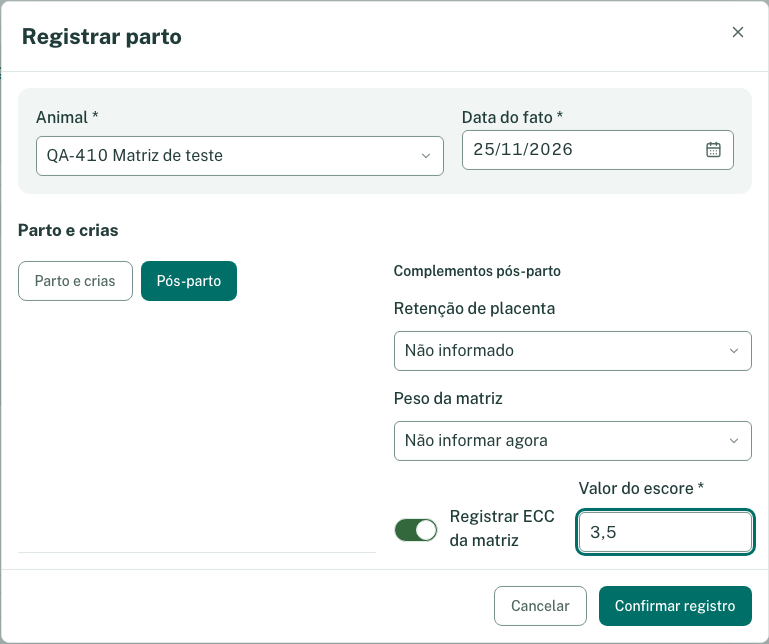 Registrar parto
Animal *
Data do fato *
QA-410 Matriz de teste
25/11/2026
Parto e crias
Parto e crias
Pós-parto
Complementos pós-parto
Retenção de placenta
Não informado
Peso da matriz
Não informar agora
Registrar ECC
da matriz
Valor do escore *
3,5
Cancelar
Confirmar registro